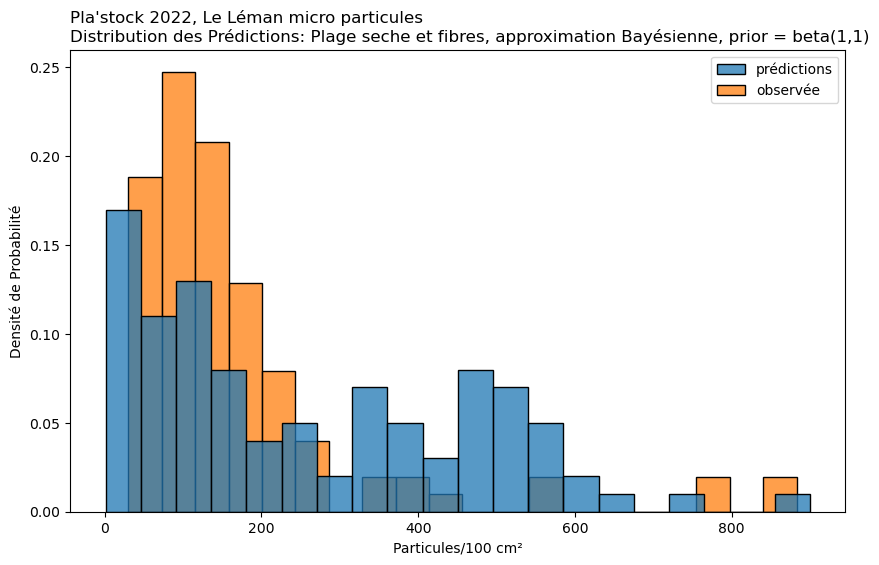 Pla'stock 2022, Le Léman micro particules
Distribution des Prédictions: Plage seche et fibres, approximation Bayésienne, prior = beta(1,1)
prédictions
observée
Densité de Probabilité
0.25
0.20
0.15
0.10
0.05
0.00
0
200
400
600
800
Particules/100 cm²